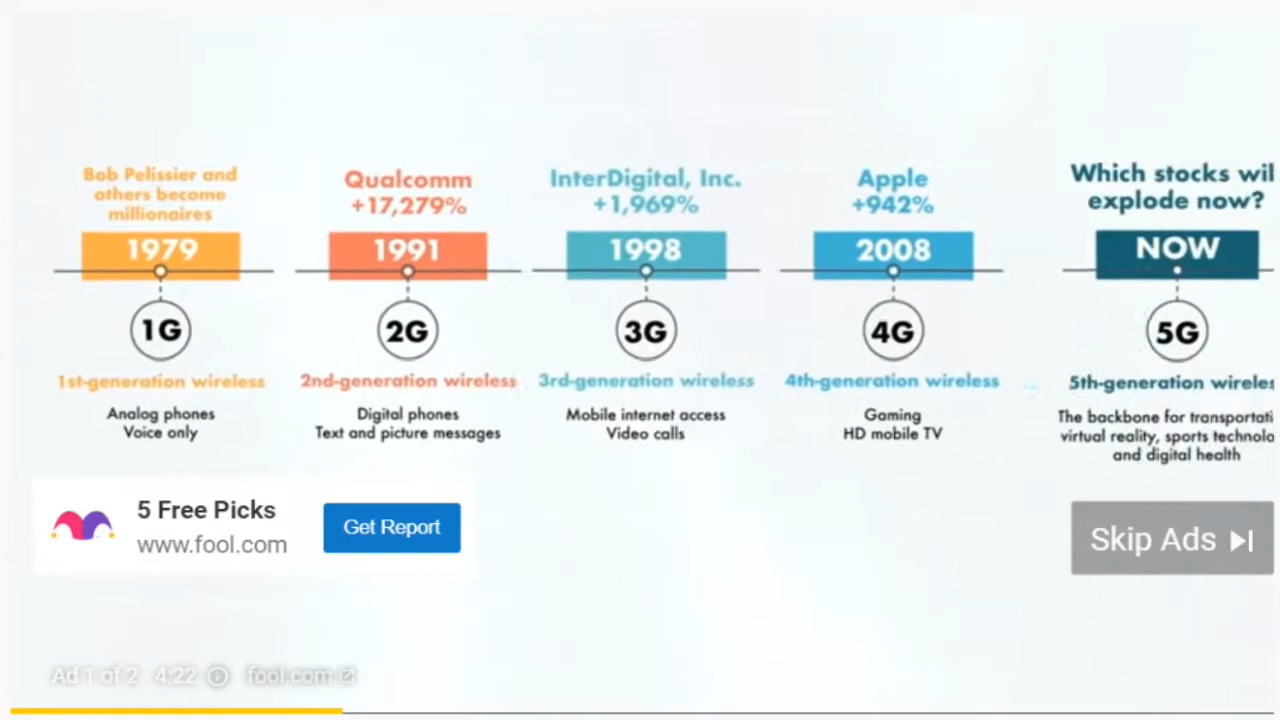 Bob Pelissier and
others become
millionaires
1979
1G
1st-generation wireless
Analog phones
Voice only
Qualcomm
+17,279%
1991
2G
2nd-generation wireless
Digital phones
Text and picture messages
InterDigital, Inc.
+1,969%
1998
3G
3rd-generation wireless
Mobile internet access
Video calls
Apple
+942%
2008
4G
4th-generation wireless
Gaming
HD mobile TV
Which stocks wil
explode now?
NOW
5G
5th-generation wireles
The backbone for transportati
virtual reality, sports technolo
and digital health
5 Free Picks
www.fool.com
Get Report
Skip Ads
Ad 1 of 2 · 4:22
fool.com